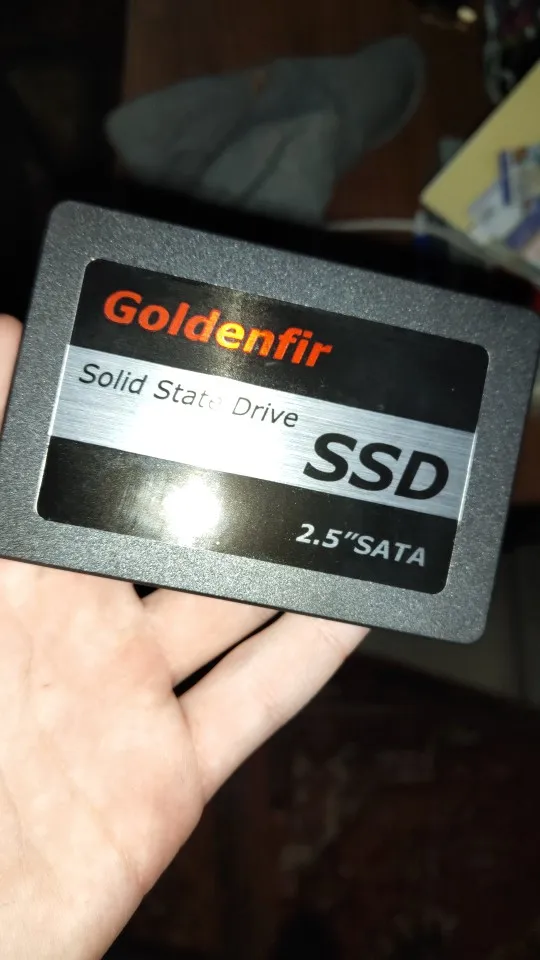 Goldenfir
Solid State Drive
SSD
2.5"SATA